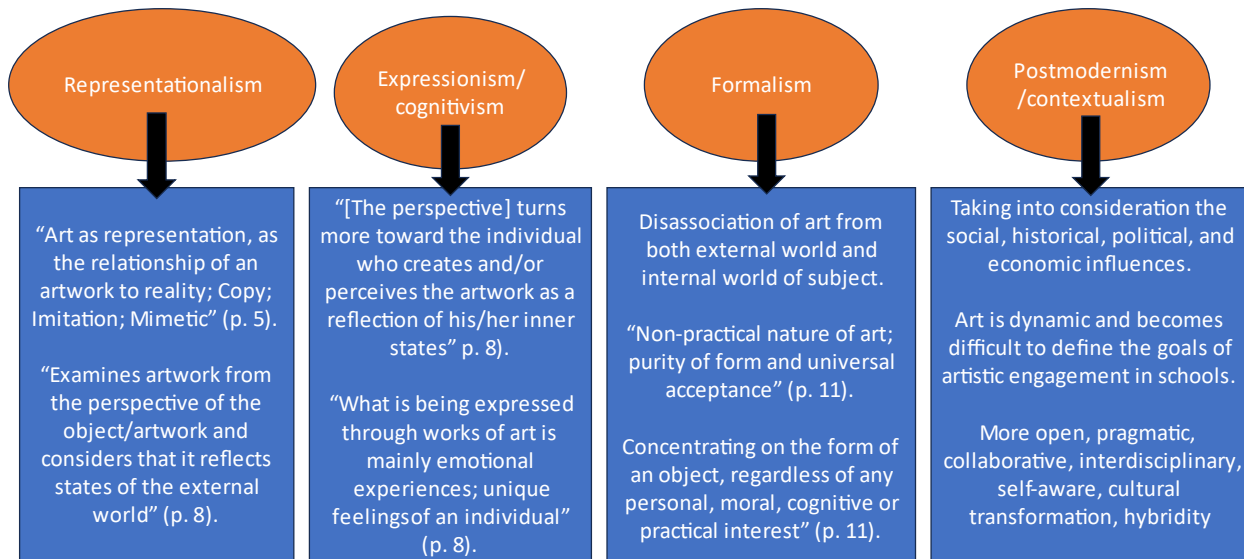 Representationalism
Expressionism/
cognitivism
Formalism
Postmodernism
/contextualism
“Art as representation, as
the relationship of an
artwork to reality; Copy;
Imitation; Mimetic” (p. 5).
“Examines artwork from
the perspective of the
object/artwork and
considers that it reflects
states of the external
world” (p. 8).
“[The perspective] turns
more toward the individual
who creates and/or
perceives the artwork as a
reflection of his/her inner
states” p. 8).
“What is being expressed
through works of art is
mainly emotional
experiences; unique
feelingsof an individual”
(p. 8).
Disassociation of art from
both external world and
internal world of subject.
“Non-practical nature of art;
purity of form and universal
acceptance” (p. 11).
Concentrating on the form of
an object, regardless of any
personal, moral, cognitive or
practical interest” (p. 11).
Taking into consideration the
social, historical, political, and
economic influences.
Art is dynamic and becomes
difficult to define the goals of
artistic engagement in schools.
More open, pragmatic,
collaborative, interdisciplinary,
self-aware, cultural
transformation, hybridity